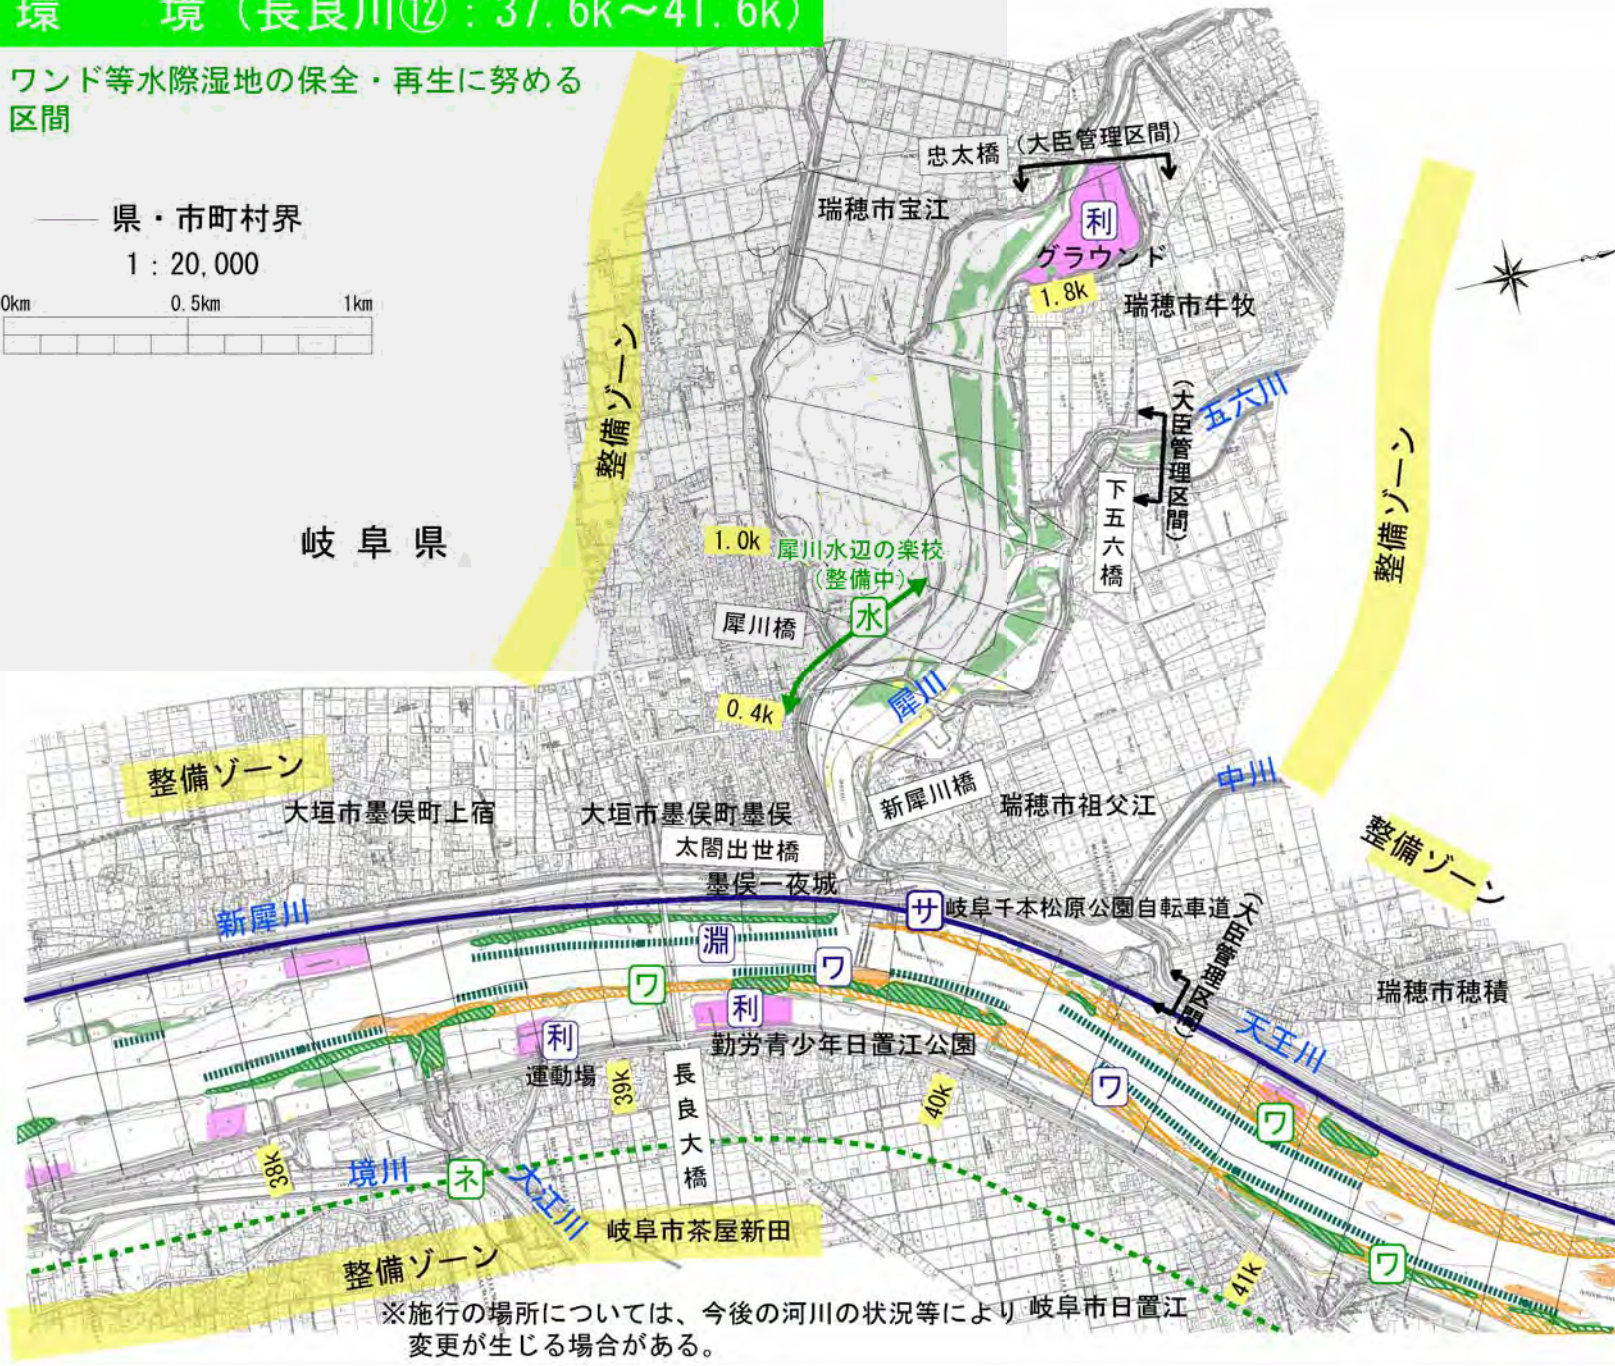 環　　境（長良川⑫：37.6k～41.6k）
ワンド等水際湿地の保全・再生に努める
区間
県・市町村界
1：20,000
0km
0.5km
1km
岐阜県
整備ゾーン
忠太橋
(大臣管理区間)
瑞穂市宝江
利
グラウンド
1.8k
瑞穂市牛牧
五六川
(大臣管理区間)
下五六橋
整備ゾーン
1.0k
犀川水辺の楽校
(整備中)
水
犀川橋
0.4k
犀川
新犀川橋
瑞穂市祖父江
中川
整備ゾーン
整備ゾーン
大垣市墨俣町上宿
大垣市墨俣町墨俣
太閤出世橋
墨俣一夜城
サ
岐阜千本松原公園自転車道
(大臣管理区間)
瑞穂市穂積
天王川
新犀川
淵
ワ
ワ
利
利
運動場
勤労青少年日置江公園
39k
長良大橋
40k
ワ
ワ
38k
境川
ネ
大江川
岐阜市茶屋新田
整備ゾーン
41k
ワ
岐阜市日置江
※施行の場所については、今後の河川の状況等により
変更が生じる場合がある。